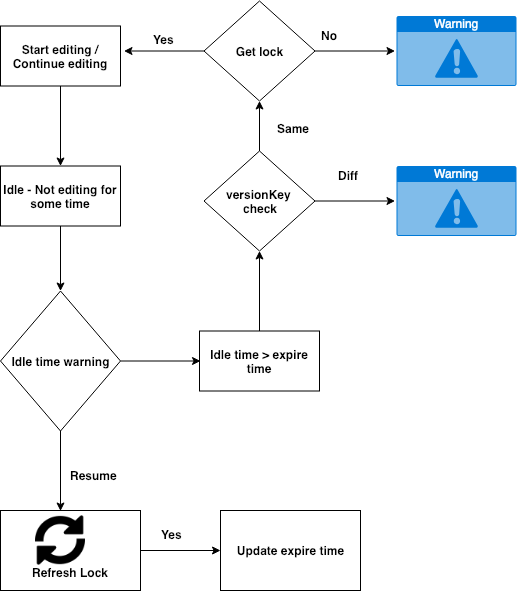 Warning
Yes
Get lock
No
Start editing /
Continue editing
Same
Warning
Diff
Idle - Not editing for
some time
versionKey
check
Idle time warning
Idle time > expire
time
Resume
Yes
Refresh Lock
Update expire time